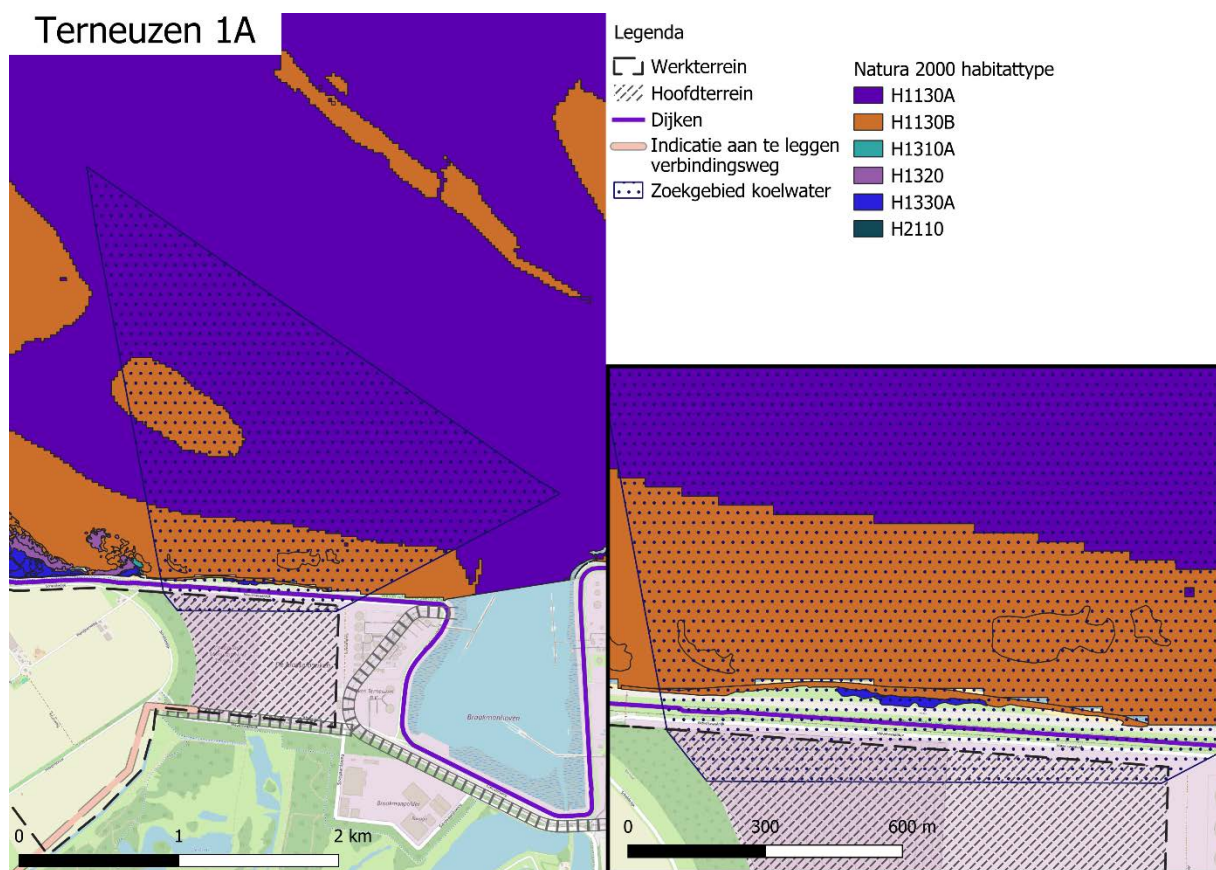 Terneuzen 1A
Legenda
Werkterrein
Hoofdterrein
Dijken
Indicatie aan te leggen
verbindingsweg
Zoekgebied koelwater
Natura 2000 habitattype
H1130A
H1130B
H1310A
H1320
H1330A
H2110
Braakmanhaven
0 1 2 km
0 300 600 m